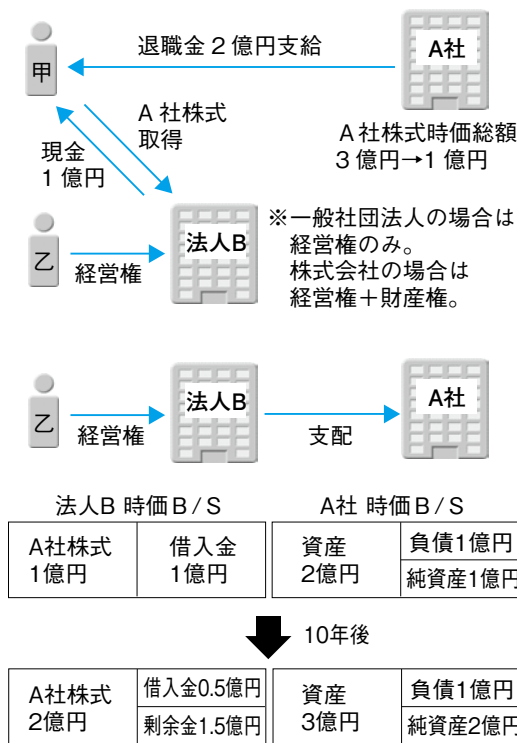 退職金２億円支給
A社
甲
A 社株式
取得
A 社株式時価総額
3 億円→1 億円
現金
1 億円
※一般社団法人の場合は
経営権のみ。
株式会社の場合は
経営権＋財産権。
法人B
乙
経営権
法人B
A社
乙
経営権
支配
法人B 時価B/S
A社 時価B/S
A社株式
1億円
借入金
1億円
資産
2億円
負債1億円
純資産1億円
10年後
A社株式
2億円
借入金0.5億円
剰余金1.5億円
資産
3億円
負債1億円
純資産2億円